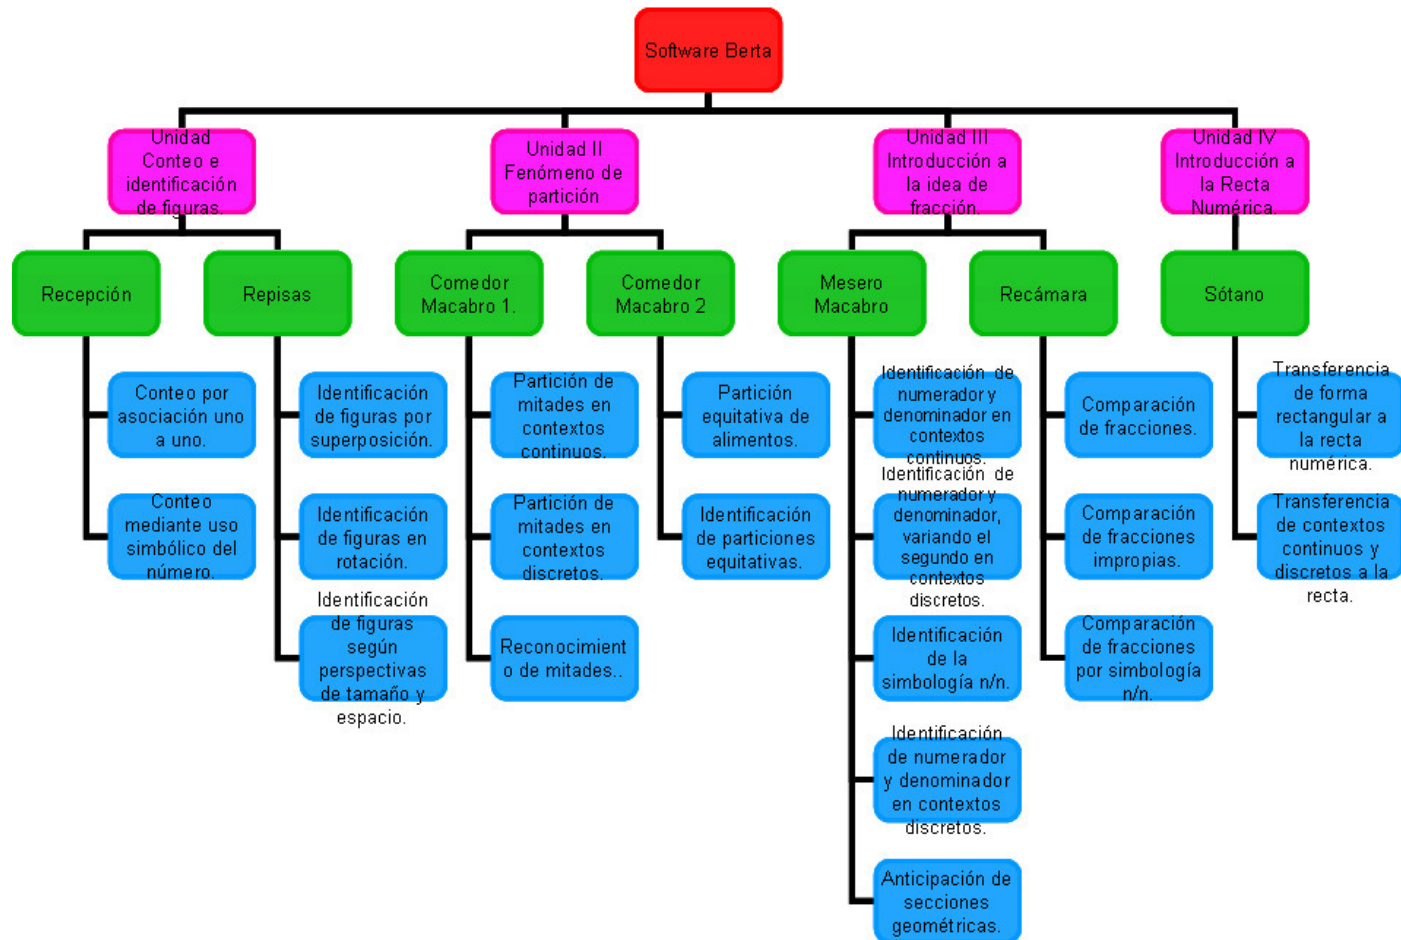 Software Berta
Unidad
Conteo e
identificación
de figuras.
Unidad II
Fenómeno de
partición
Unidad III
Introducción a
la idea de
fracción.
Unidad IV
Introducción a
la Recta
Numérica.
Recepción
Repisas
Comedor
Macabro 1.
Comedor
Macabro 2
Mesero
Macabro
Recámara
Sótano
Conteo por
asociación uno
a uno.
Conteo
mediante uso
simbólico del
número.
Identificación
de figuras por
superposición.
Identificación
de figuras en
rotación.
Identificación
de figuras
según
perspectivas
de tamaño y
espacio.
Partición de
mitades en
contextos
continuos.
Partición de
mitades en
contextos
discretos.
Reconocimient
o de mitades..
Partición
equitativa de
alimentos.
Identificación
de particiones
equitativas.
Identificación de
numerador y
denominador en
contextos
continuos.
Identificación de
numerador y
denominador,
variando el
segundo en
contextos
discretos.
Identificación
de la
simbología n/n.
Identificación
de numerador
y denominador
en contextos
discretos.
Anticipación de
secciones
geométricas.
Comparación
de fracciones.
Comparación
de fracciones
impropias.
Comparación
de fracciones
por simbología
n/n.
Transferencia
de forma
rectangular a
la recta
numérica.
Transferencia
de contextos
continuos y
discretos a la
recta.